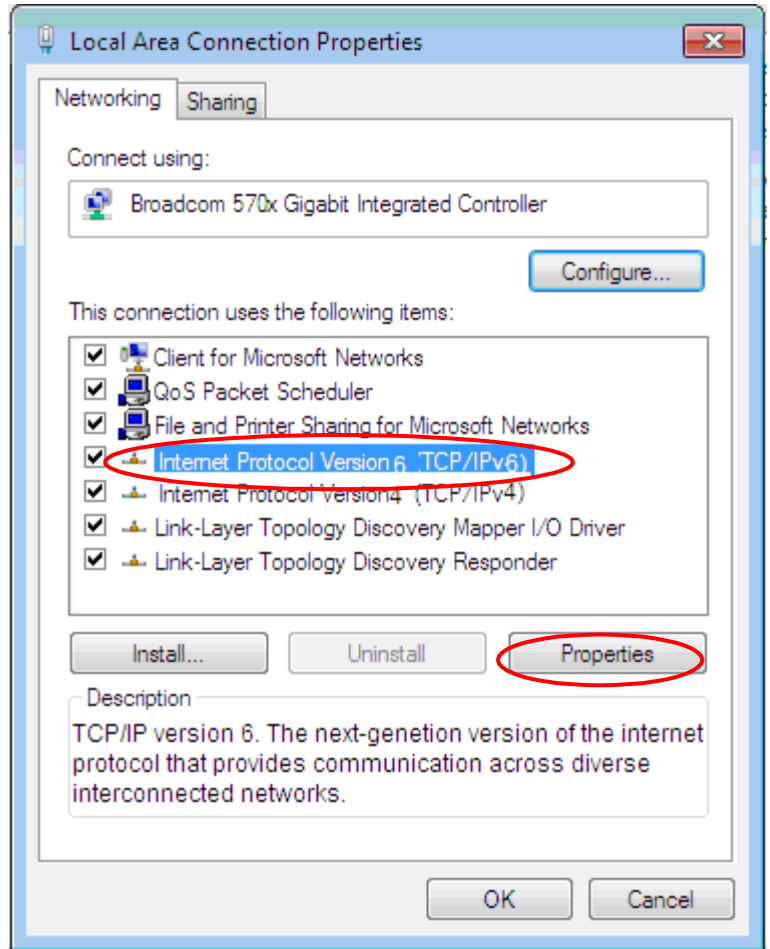 Local Area Connection Properties
Networking
Sharing
Connect using:
Broadcom 570x Gigabit Integrated Controller
Configure...
This connection uses the following items:
Client for Microsoft Networks
QoS Packet Scheduler
File and Printer Sharing for Microsoft Networks
Internet Protocol Version 6 (TCP/IPv6)
Internet Protocol Version4 (TCP/IPv4)
Link-Layer Topology Discovery Mapper I/O Driver
Link-Layer Topology Discovery Responder
Install...
Uninstall
Properties
Description
TCP/IP version 6. The next-genetion version of the internet
protocol that provides communication across diverse
interconnected networks.
OK
Cancel